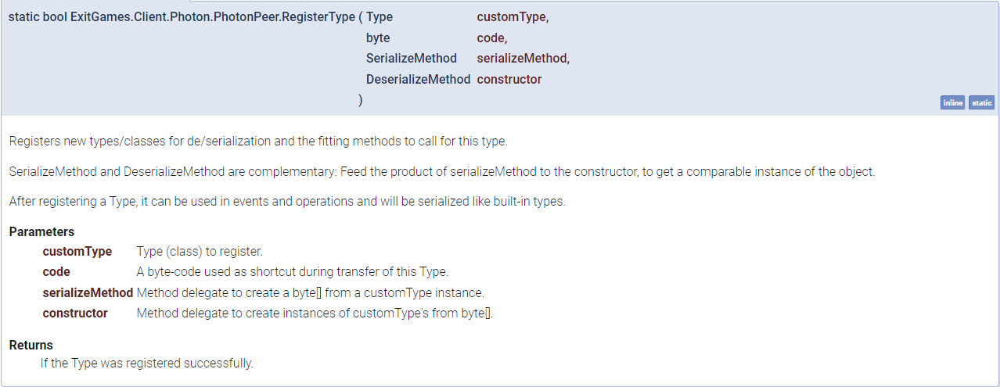 static bool ExitGames.Client.Photon.PhotonPeer.RegisterType ( Type customType,
byte code,
SerializeMethod serializeMethod,
DeserializeMethod constructor
)
inline static
Registers new types/classes for de/serialization and the fitting methods to call for this type.
SerializeMethod and DeserializeMethod are complementary: Feed the product of serializeMethod to the constructor, to get a comparable instance of the object.
After registering a Type, it can be used in events and operations and will be serialized like built-in types.
Parameters
customType Type (class) to register.
code A byte-code used as shortcut during transfer of this Type.
serializeMethod Method delegate to create a byte[] from a customType instance.
constructor Method delegate to create instances of customType's from byte[].
Returns
If the Type was registered successfully.